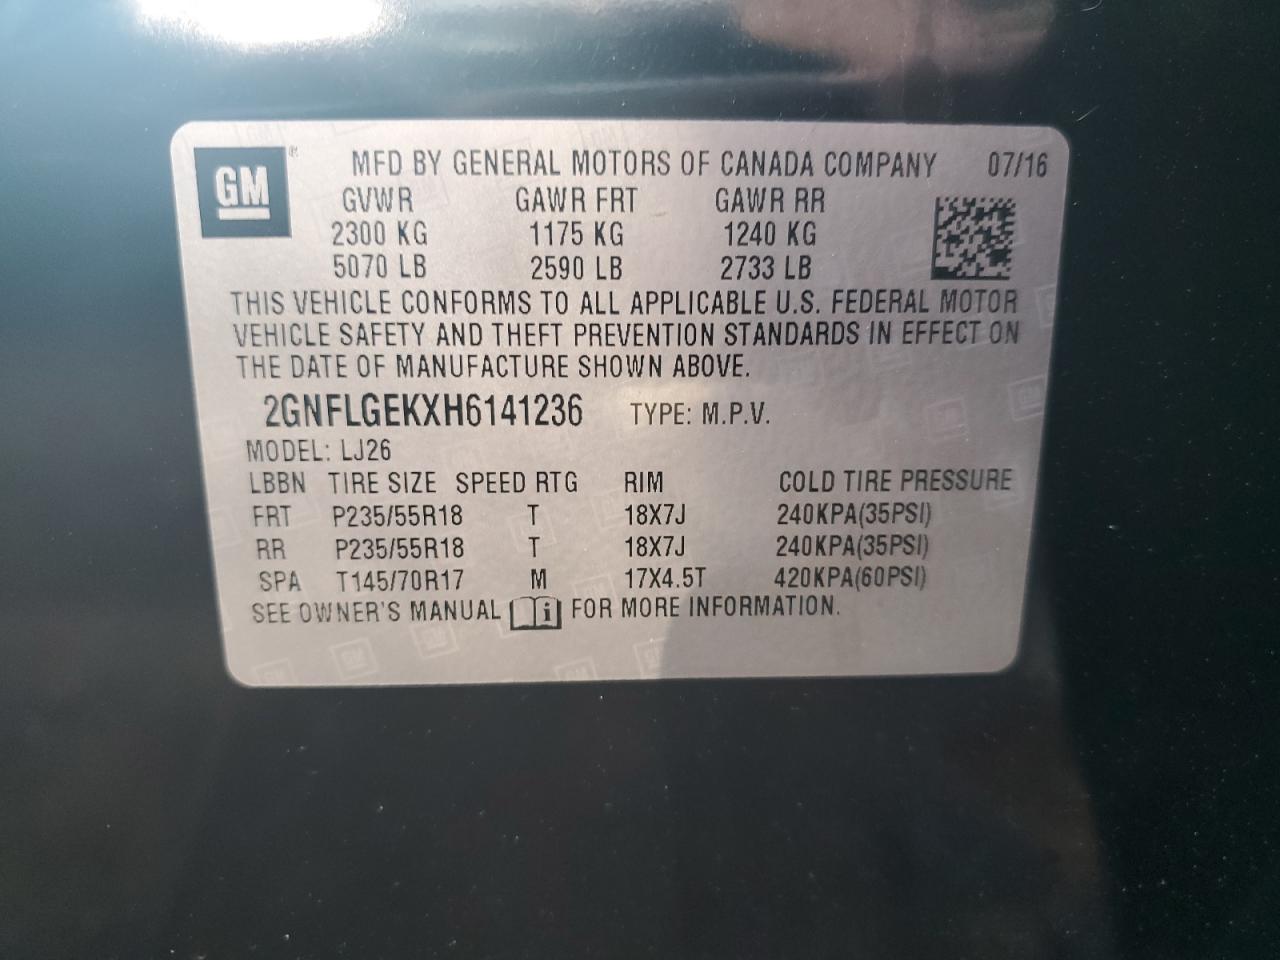 GM ® MFD BY GENERAL MOTORS OF CANADA COMPANY 07/16
GVWR GAWR FRT GAWR RR
2300 KG 1175 KG 1240 KG
5070 LB 2590 LB 2733 LB
THIS VEHICLE CONFORMS TO ALL APPLICABLE U.S. FEDERAL MOTOR
VEHICLE SAFETY AND THEFT PREVENTION STANDARDS IN EFFECT ON
THE DATE OF MANUFACTURE SHOWN ABOVE.
2GNFLGEKXH6141236 TYPE: M.P.V.
MODEL: LJ26
LBBN TIRE SIZE SPEED RTG RIM COLD TIRE PRESSURE
FRT P235/55R18 T 18X7J 240KPA(35PSI)
RR P235/55R18 T 18X7J 240KPA(35PSI)
SPA T145/70R17 M 17X4.5T 420KPA(60PSI)
SEE OWNER'S MANUAL i FOR MORE INFORMATION.